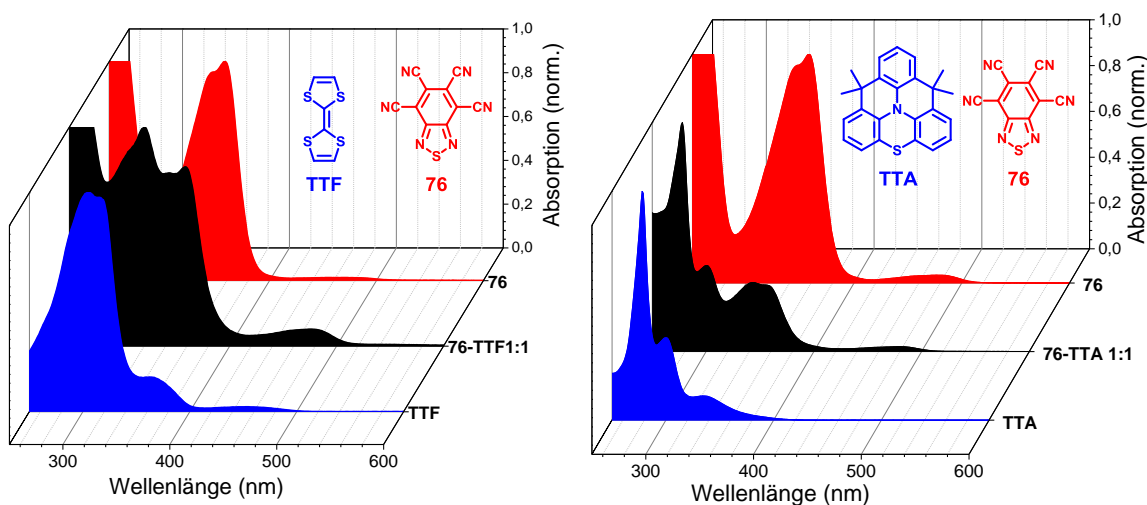 1,0
0,8
0,6
0,4
0,2
0,0
Absorption (norm.)
S
S
S
S
TTF
CN
CN
NC
CN
N
N
S
76
76
76-TTF1:1
TTF
300
400
500
600
Wellenlänge (nm)
1,0
0,8
0,6
0,4
0,2
0,0
Absorption (norm.)
N
S
TTA
NC
CN
NC
CN
N
N
S
76
76
76-TTA 1:1
TTA
300
400
500
600
Wellenlänge (nm)